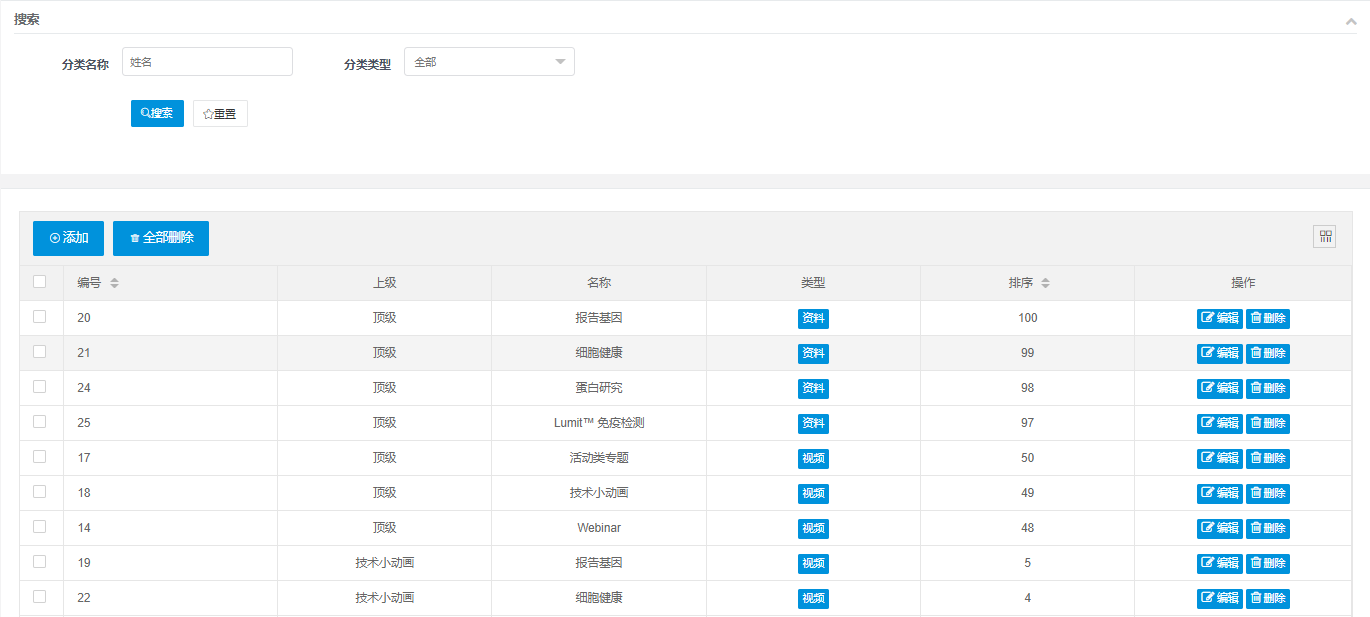 搜索
分类名称 姓名 分类类型 全部
搜索 重置
添加 全部删除
编号 上级 名称 类型 排序 操作
20 顶级 报告基因 资料 100 编辑 删除
21 顶级 细胞健康 资料 99 编辑 删除
24 顶级 蛋白研究 资料 98 编辑 删除
25 顶级 Lumit™ 免疫检测 资料 97 编辑 删除
17 顶级 活动类专题 视频 50 编辑 删除
18 顶级 技术小动画 视频 49 编辑 删除
14 顶级 Webinar 视频 48 编辑 删除
19 技术小动画 报告基因 视频 5 编辑 删除
22 技术小动画 细胞健康 视频 4 编辑 删除